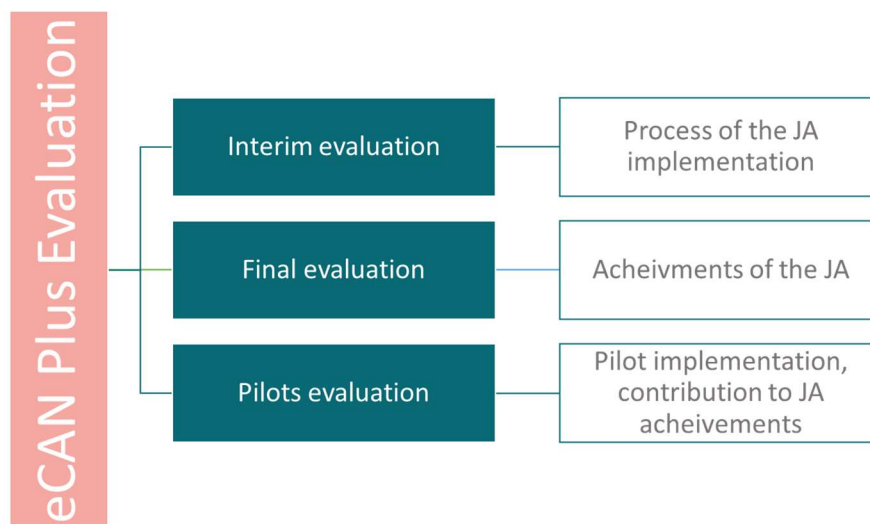 eCAN Plus Evaluation
Interim evaluation
Process of the JA
implementation
Final evaluation
Acheivments of the JA
Pilots evaluation
Pilot implementation,
contribution to JA
acheivements